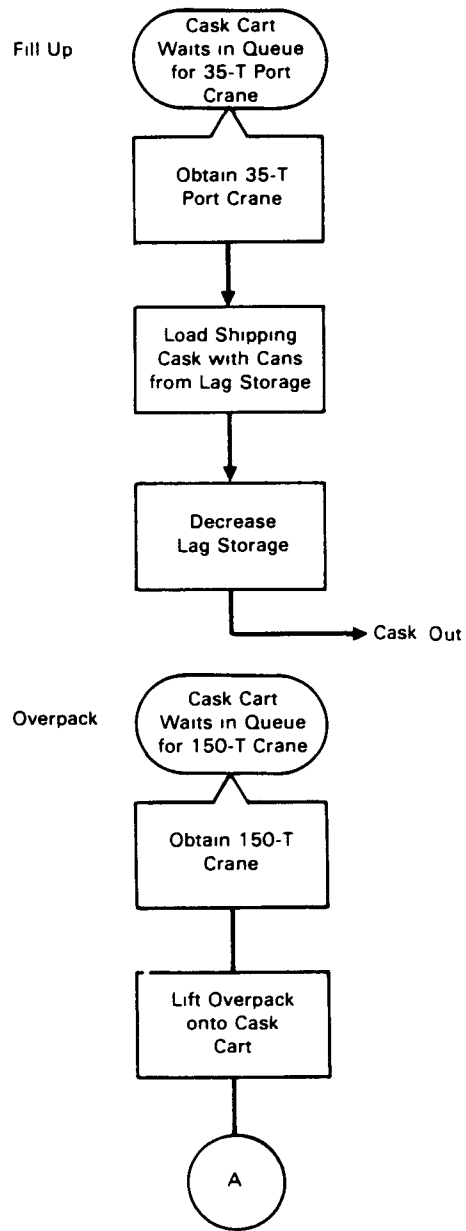 Fill Up
Cask Cart
Waits in Queue
for 35-T Port
Crane
Obtain 35-T
Port Crane
Load Shipping
Cask with Cans
from Lag Storage
Decrease
Lag Storage
Cask Out
Overpack
Cask Cart
Waits in Queue
for 150-T Crane
Obtain 150-T
Crane
Lift Overpack
onto Cask
Cart
A